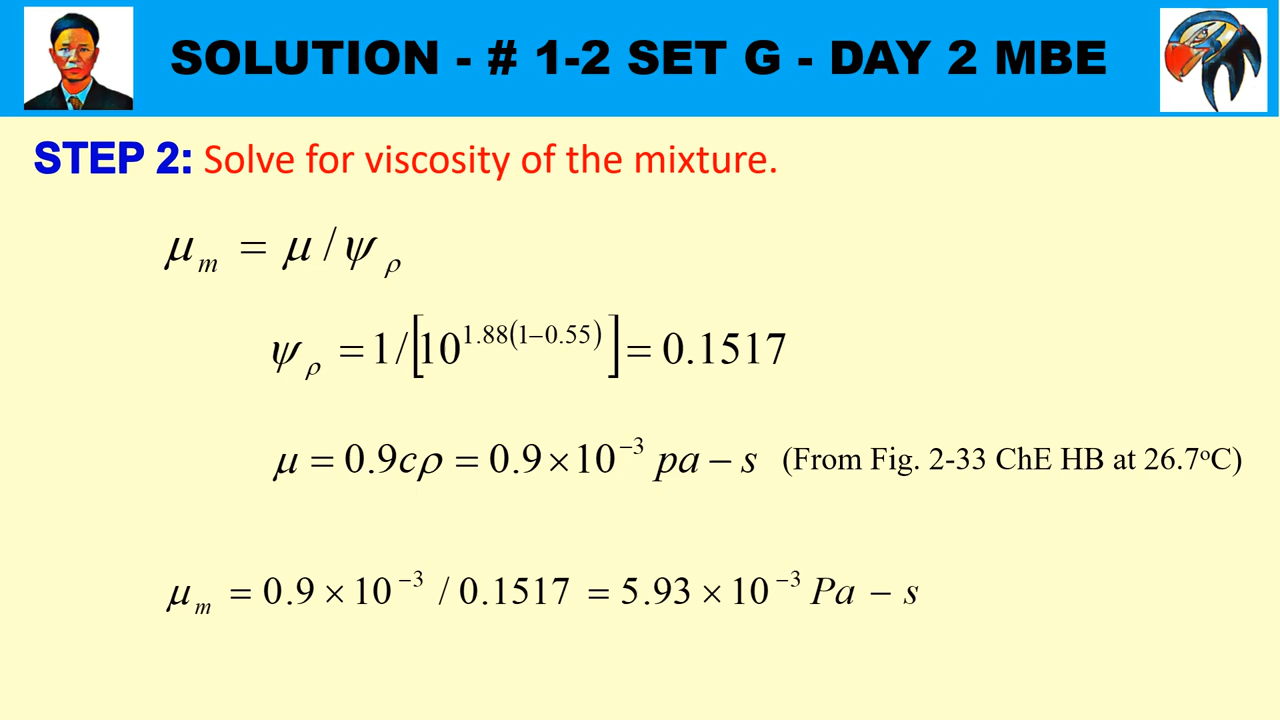 SOLUTION - # 1-2 SET G - DAY 2 MBE
STEP 2: Solve for viscosity of the mixture.
μₘ = μ / ψᵨ
ψᵨ = 1 / [10^1.88(1−0.55)] = 0.1517
μ = 0.9cρ = 0.9 × 10⁻³ pa − s (From Fig. 2-33 ChE HB at 26.7ºC)
μₘ = 0.9 × 10⁻³ / 0.1517 = 5.93 × 10⁻³ Pa − s